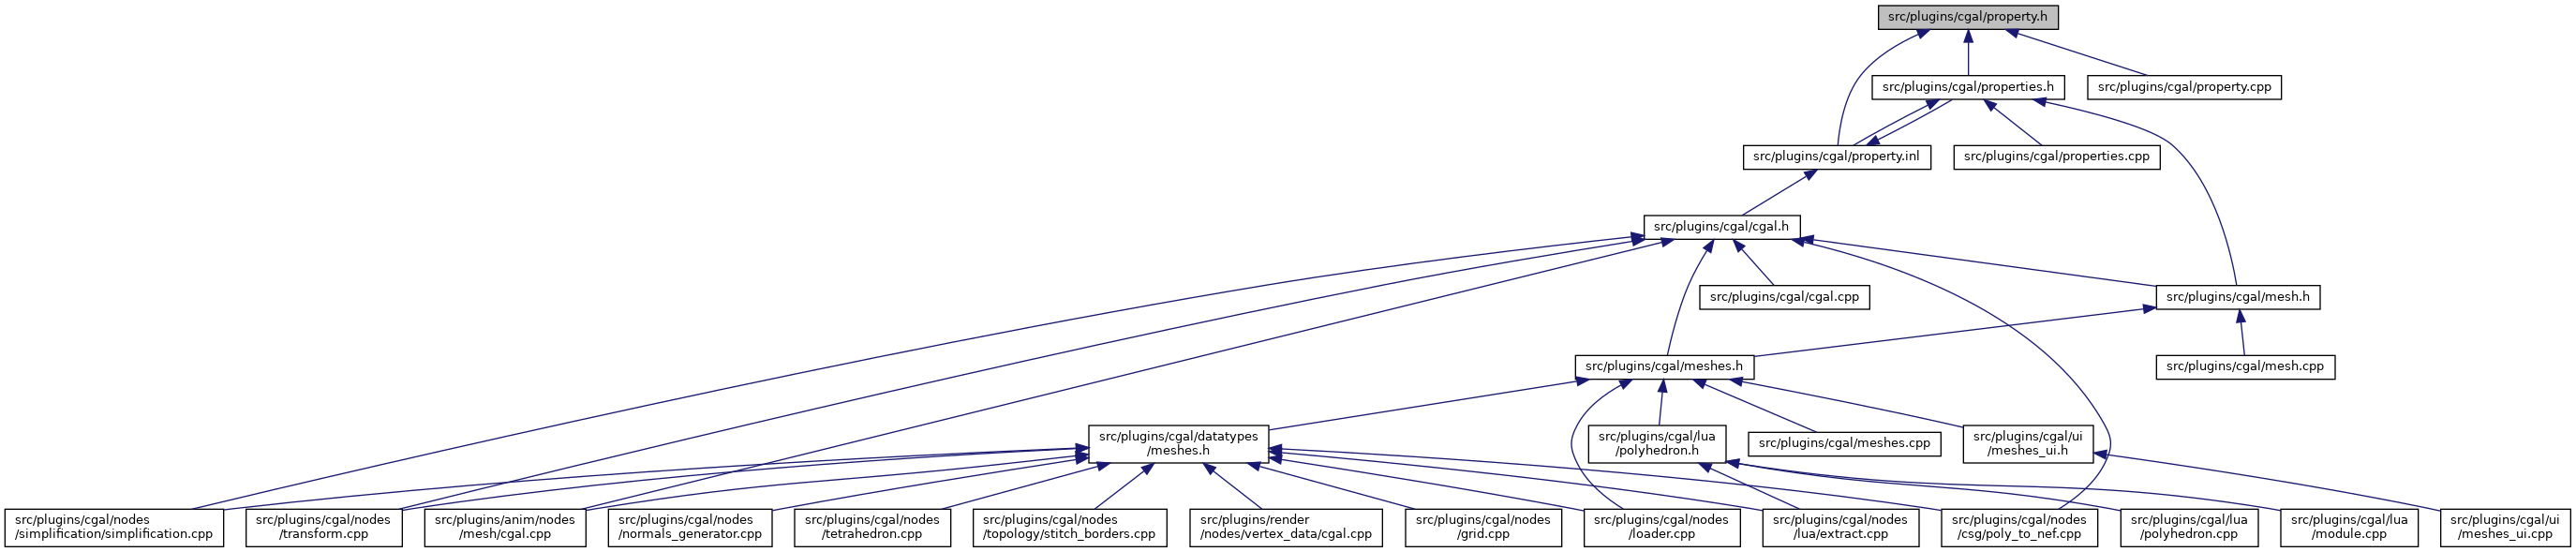 src/plugins/cgal/property.h
src/plugins/cgal/properties.h
src/plugins/cgal/property.cpp
src/plugins/cgal/property.inl
src/plugins/cgal/properties.cpp
src/plugins/cgal/cgal.h
src/plugins/cgal/cgal.cpp
src/plugins/cgal/mesh.h
src/plugins/cgal/meshes.h
src/plugins/cgal/mesh.cpp
src/plugins/cgal/datatypes
/meshes.h
src/plugins/cgal/lua
/polyhedron.h
src/plugins/cgal/meshes.cpp
src/plugins/cgal/ui
/meshes_ui.h
src/plugins/cgal/nodes
/simplification/simplification.cpp
src/plugins/cgal/nodes
/transform.cpp
src/plugins/anim/nodes
/mesh/cgal.cpp
src/plugins/cgal/nodes
/normals_generator.cpp
src/plugins/cgal/nodes
/tetrahedron.cpp
src/plugins/cgal/nodes
/topology/stitch_borders.cpp
src/plugins/render
/nodes/vertex_data/cgal.cpp
src/plugins/cgal/nodes
/grid.cpp
src/plugins/cgal/nodes
/loader.cpp
src/plugins/cgal/nodes
/lua/extract.cpp
src/plugins/cgal/nodes
/csg/poly_to_nef.cpp
src/plugins/cgal/lua
/polyhedron.cpp
src/plugins/cgal/lua
/module.cpp
src/plugins/cgal/ui
/meshes_ui.cpp